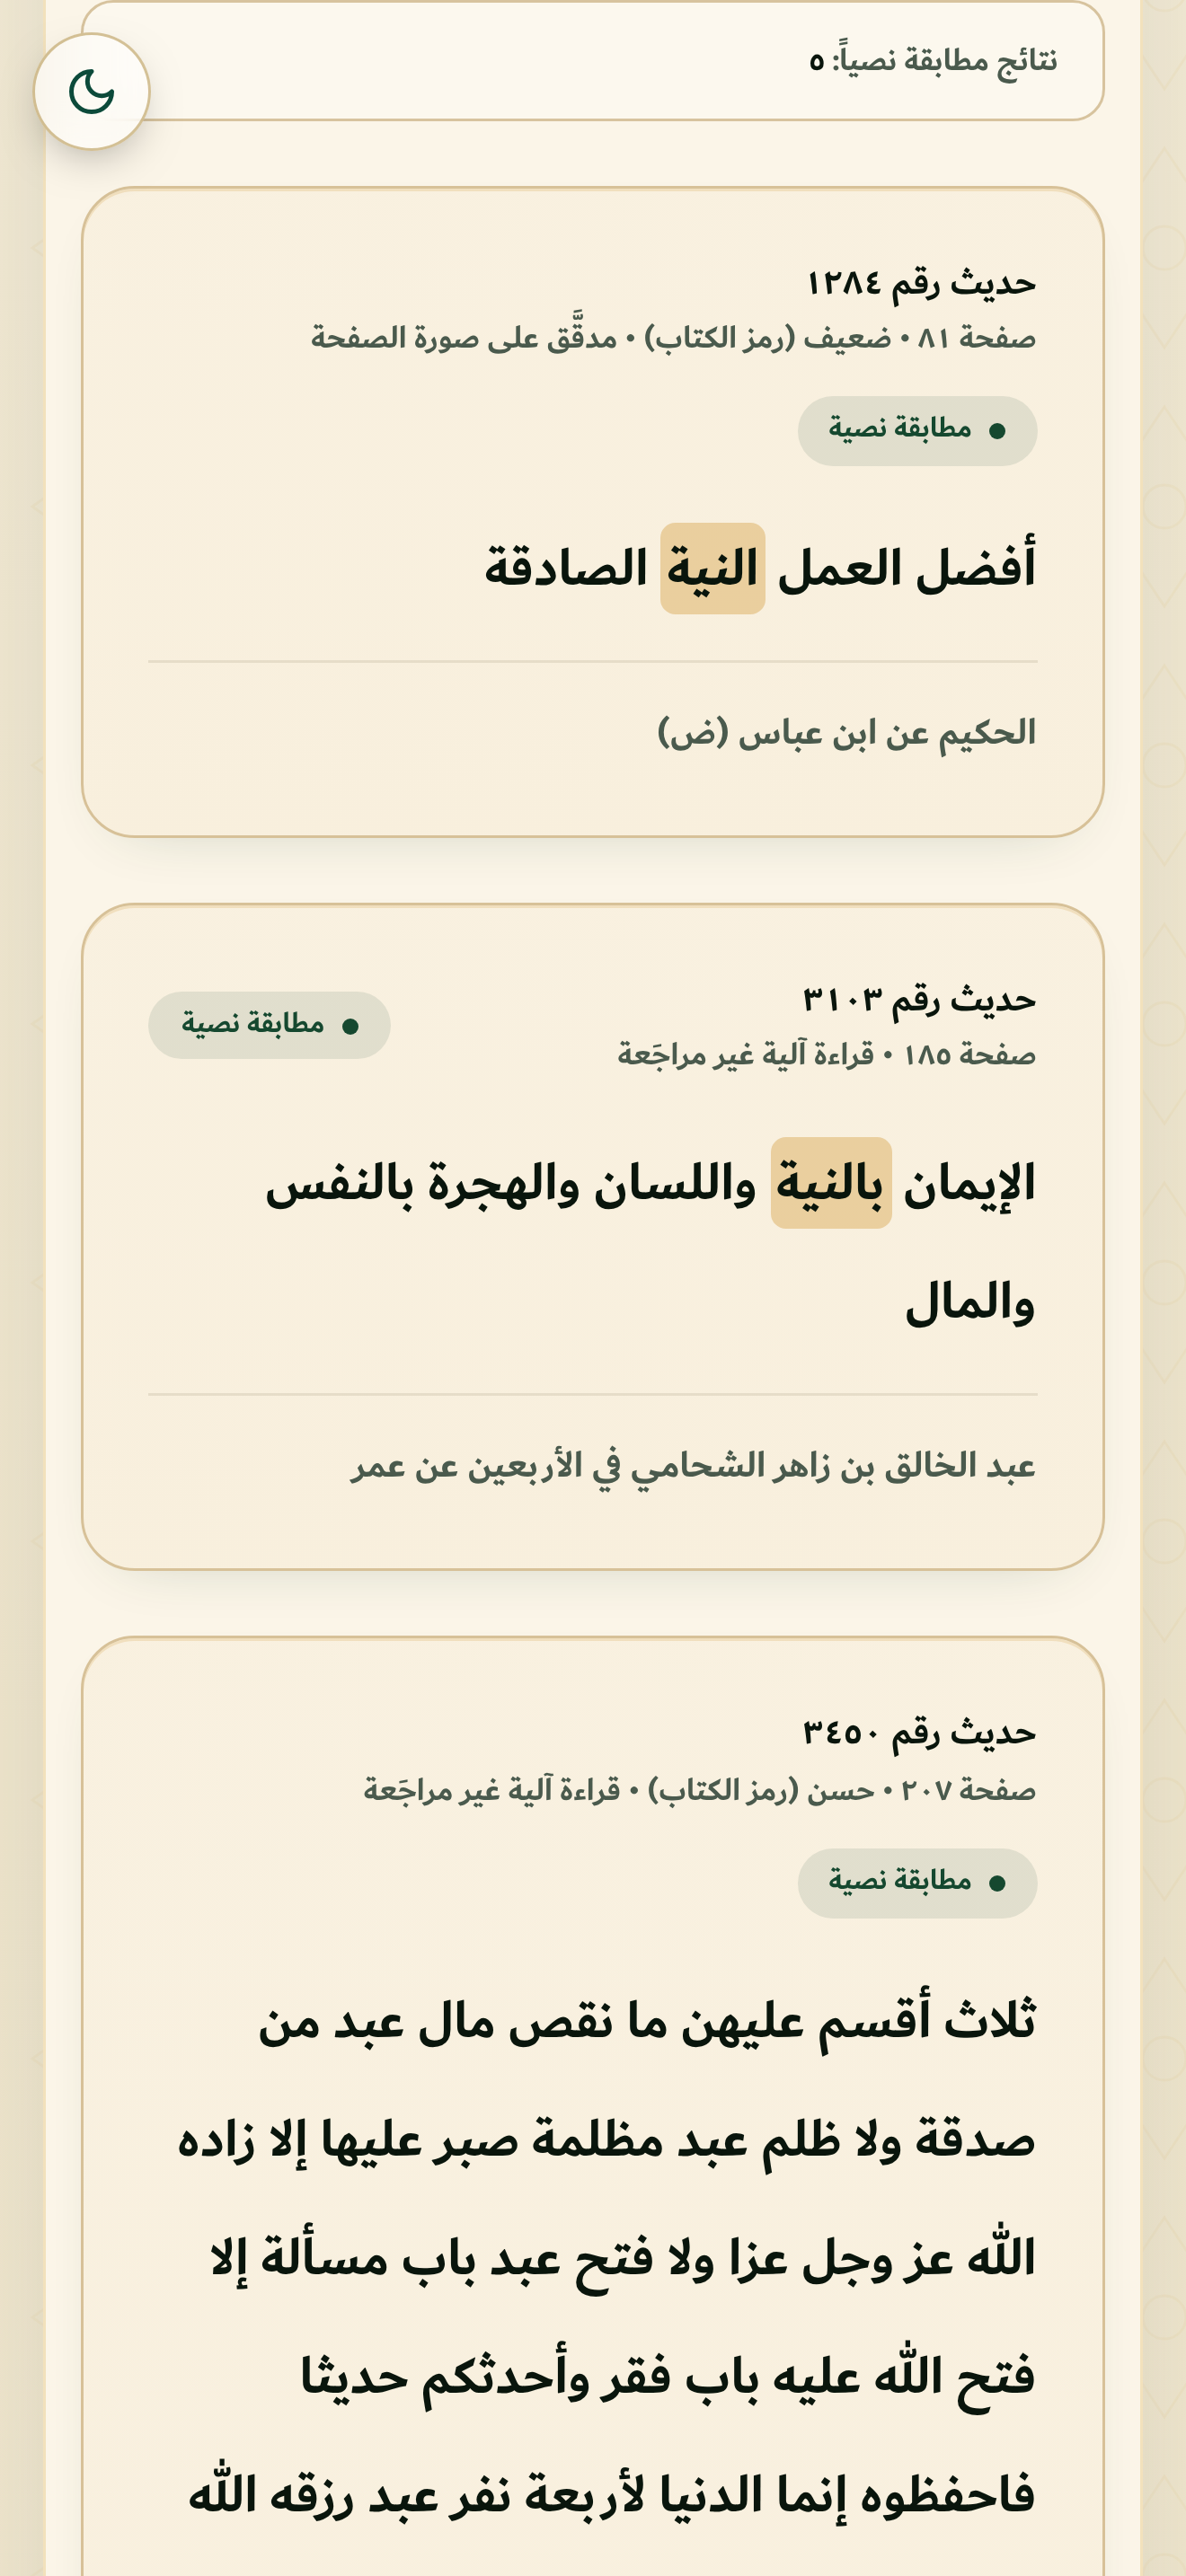 نتائج مطابقة نصياً: ٥
حديث رقم ١٢٨٤
صفحة ٨١ • ضعيف (رمز الكتاب) • مدقَّق على صورة الصفحة
مطابقة نصية
أفضل العمل النية الصادقة
الحكيم عن ابن عباس (ض)
حديث رقم ٣١٠٣
صفحة ١٨٥ • قراءة آلية غير مراجَعة
مطابقة نصية
الإيمان بالنية واللسان والهجرة بالنفس
والمال
عبد الخالق بن زاهر الشحامي في الأربعين عن عمر
حديث رقم ٣٤٥٠
صفحة ٢٠٧ • حسن (رمز الكتاب) • قراءة آلية غير مراجَعة
مطابقة نصية
ثلاث أقسم عليهن ما نقص مال عبد من
صدقة ولا ظلم عبد مظلمة صبر عليها إلا زاده
الله عز وجل عزا ولا فتح عبد باب مسألة إلا
فتح الله عليه باب فقر وأحدثكم حديثا
فاحفظوه إنما الدنيا لأربعة نفر عبد رزقه الله